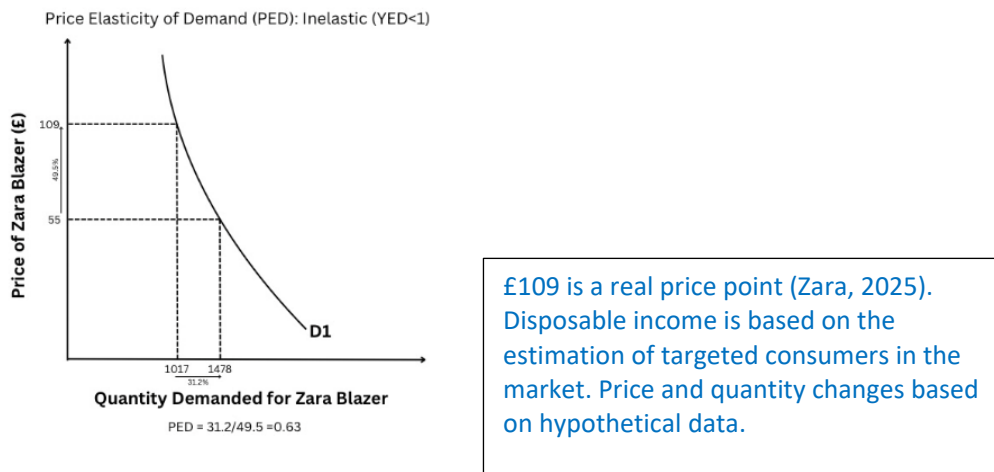 Price Elasticity of Demand (PED): Inelastic (YED<1)
Price of Zara Blazer (£)
109
49.5%
55
D1
1017 1478
31.2%
Quantity Demanded for Zara Blazer
PED = 31.2/49.5 =0.63
£109 is a real price point (Zara, 2025).
Disposable income is based on the
estimation of targeted consumers in the
market. Price and quantity changes based
on hypothetical data.